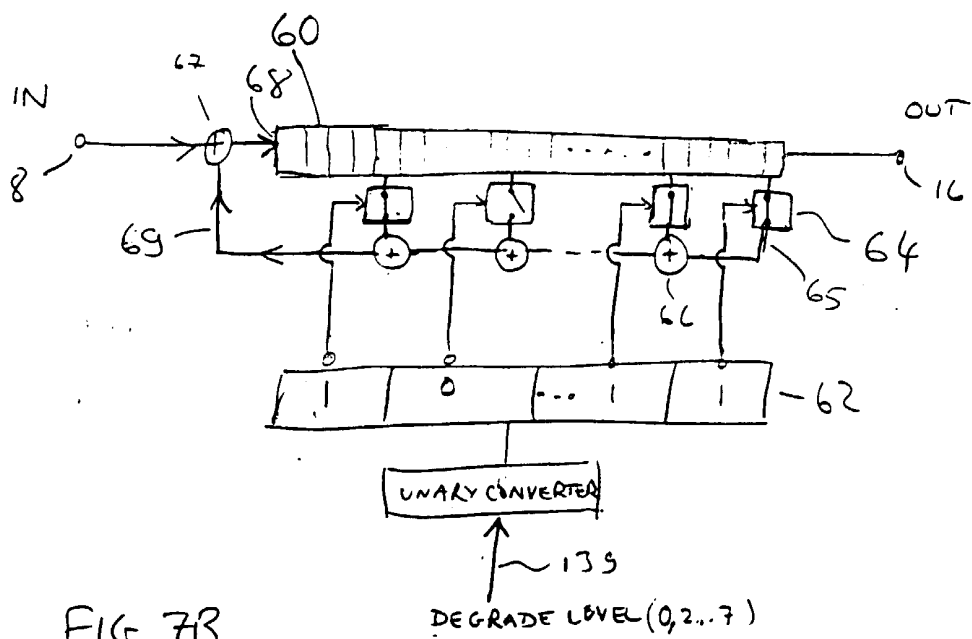 60
67
68
IN
OUT
8
16
69
64
65
66
1 0 ... 1 1
62
UNARY CONVERTER
139
FIG 7B
DEGRADE LEVEL (0,2...7)